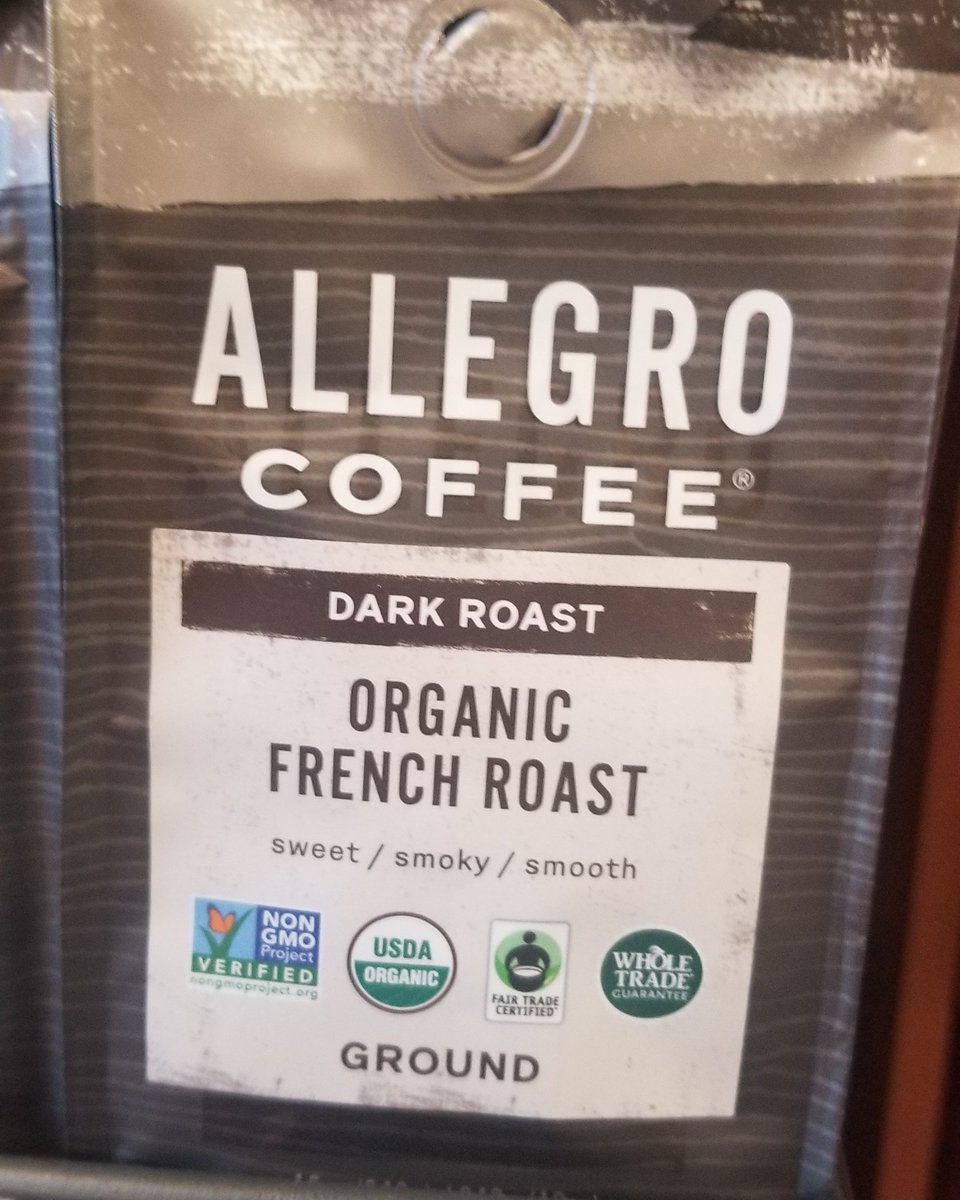 ALLEGRO
COFFEE®
DARK ROAST
ORGANIC
FRENCH ROAST
sweet / smoky / smooth
NON
GMO
Project
VERIFIED
nongmoproject.org
USDA
ORGANIC
FAIR TRADE
CERTIFIED™
WHOLE
TRADE
GUARANTEE
GROUND